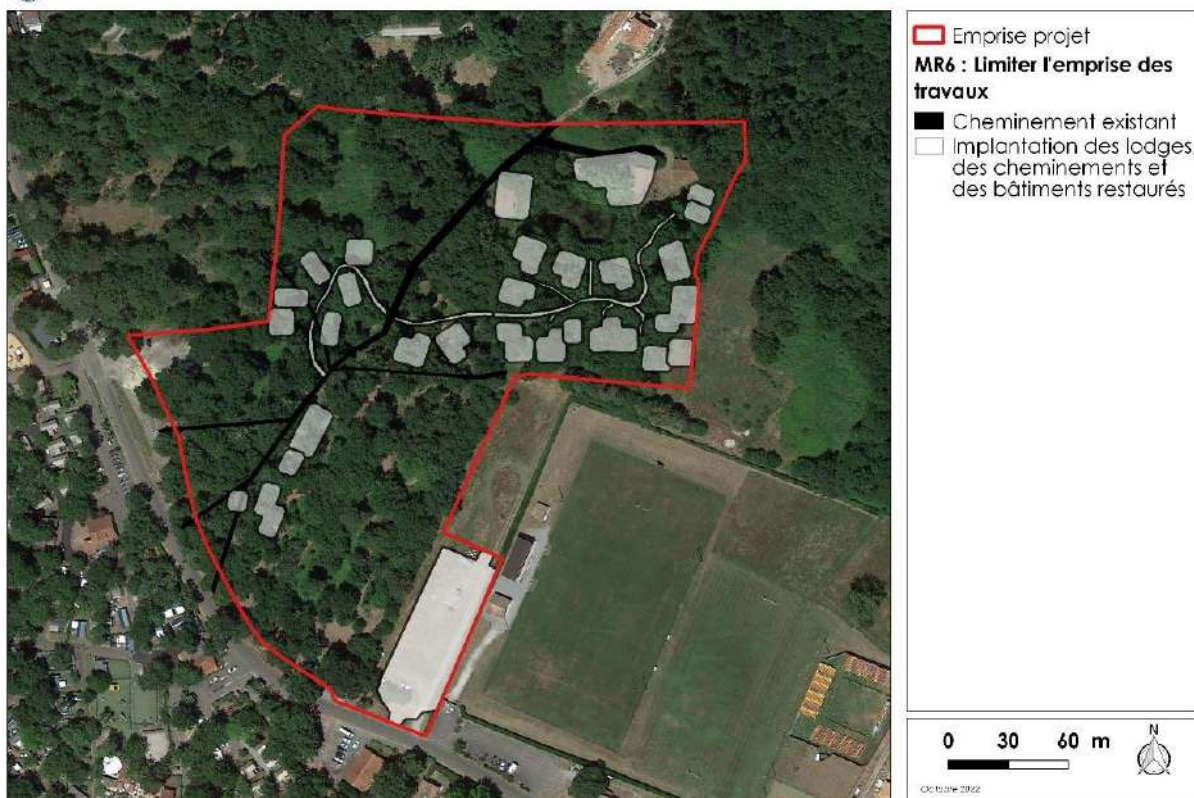 Emprise projet
MR6 : Limiter l'emprise des
travaux
Cheminement existant
Implantation des lodges,
des cheminements et
des bâtiments restaurés
0 30 60 m
N
Octobre 2022